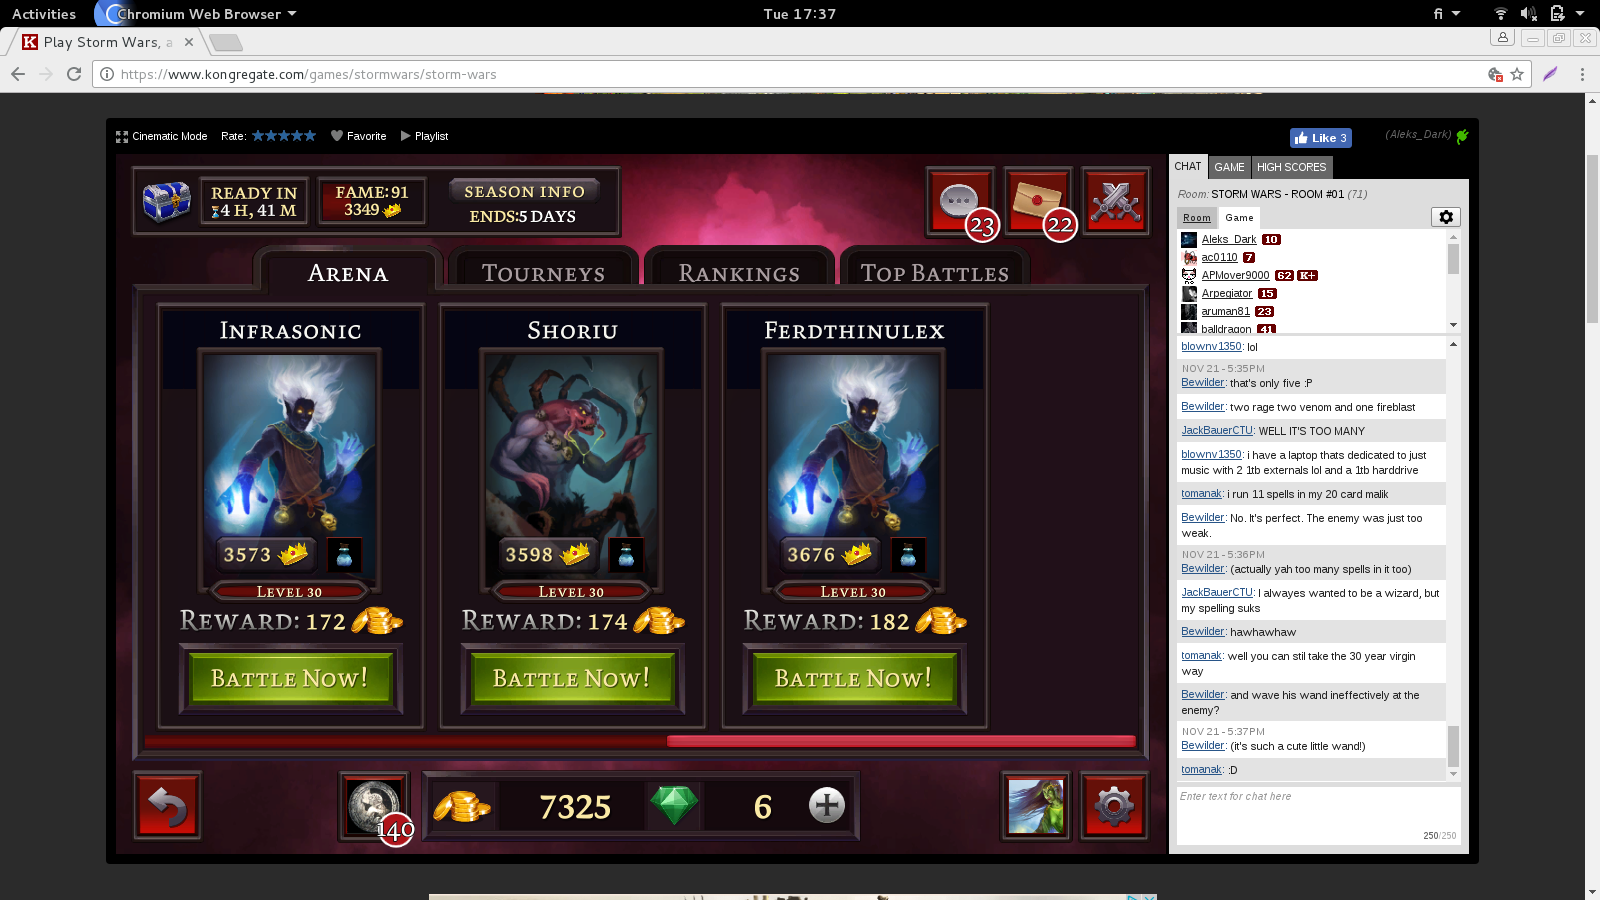 Activities
Chromium Web Browser
Tue 17:37
fi
Play Storm Wars, a
https://www.kongregate.com/games/stormwars/storm-wars
Cinematic Mode
Rate:
Favorite
Playlist
Like 3
(Aleks_Dark)
READY IN
4 H, 41 M
FAME: 91
3349
SEASON INFO
ENDS:5 DAYS
23
22
ARENA
TOURNEYS
RANKINGS
TOP BATTLES
INFRASONIC
3573
LEVEL 30
REWARD: 172
BATTLE NOW!
SHORIU
3598
LEVEL 30
REWARD: 174
BATTLE NOW!
FERDTHINULEX
3676
LEVEL 30
REWARD: 182
BATTLE NOW!
140
7325
6
CHAT
GAME
HIGH SCORES
Room: STORM WARS - ROOM #01 (71)
Room
Game
Aleks_Dark 10
ac0110 7
APMover9000 62 K+
Arpegiator 15
aruman81 23
balldragon 41
blownv1350: lol
NOV 21 - 5:35PM
Bewilder: that's only five :P
Bewilder: two rage two venom and one fireblast
JackBauerCTU: WELL IT'S TOO MANY
blownv1350: i have a laptop thats dedicated to just
music with 2 1tb externals lol and a 1tb harddrive
tomanak: i run 11 spells in my 20 card malik
Bewilder: No. It's perfect. The enemy was just too
weak.
NOV 21 - 5:36PM
Bewilder: (actually yah too many spells in it too)
JackBauerCTU: I alwayes wanted to be a wizard, but
my spelling suks
Bewilder: hawhawhaw
tomanak: well you can stil take the 30 year virgin
way
Bewilder: and wave his wand ineffectively at the
enemy?
NOV 21 - 5:37PM
Bewilder: (it's such a cute little wand!)
tomanak: :D
Enter text for chat here
250/250